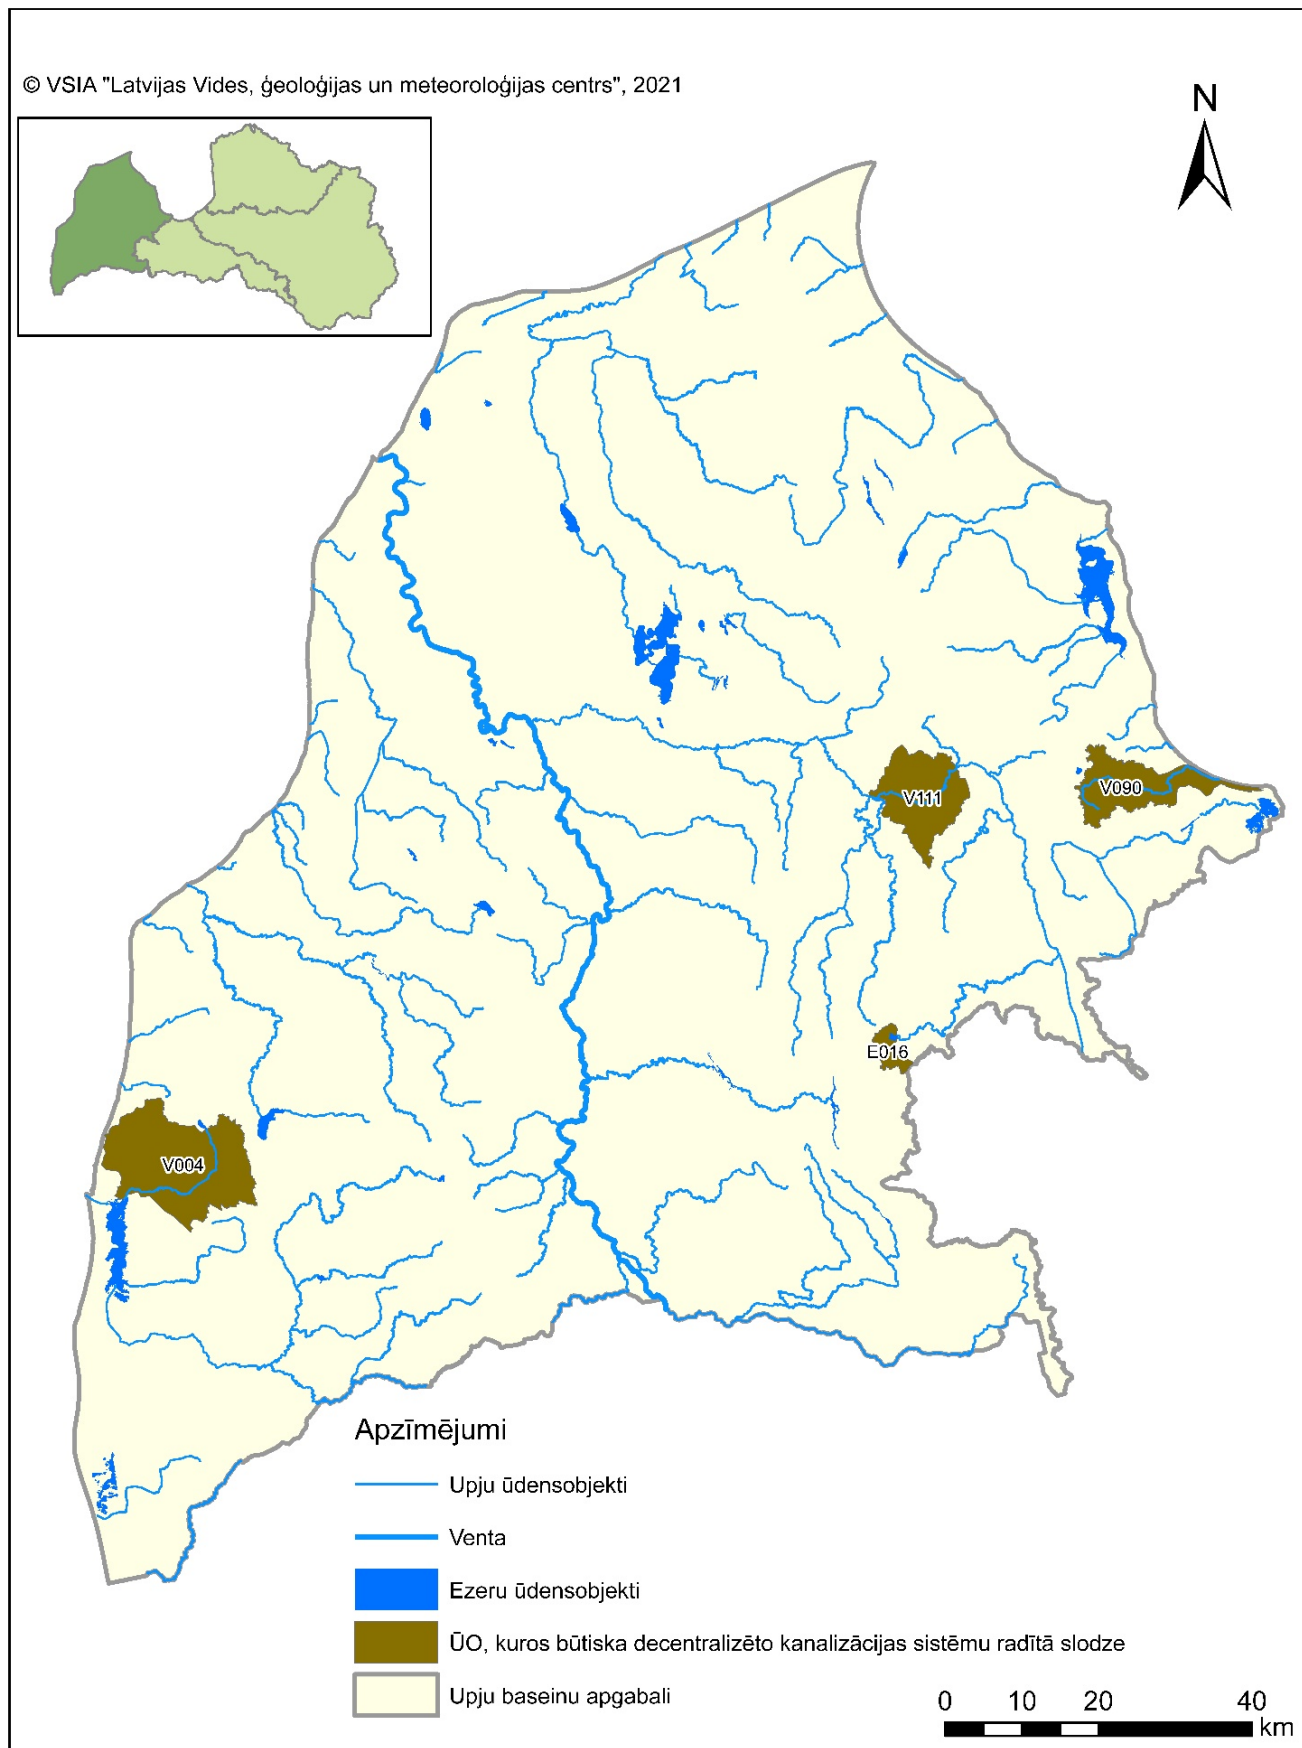 © VSIA "Latvijas Vides, ģeoloģijas un meteoroloģijas centrs", 2021
N
V111
V090
E016
V004
Apzīmējumi
Upju ūdensobjekti
Venta
Ezeru ūdensobjekti
ŪO, kuros būtiska decentralizēto kanalizācijas sistēmu radītā slodze
Upju baseinu apgabali
0 10 20 40
km